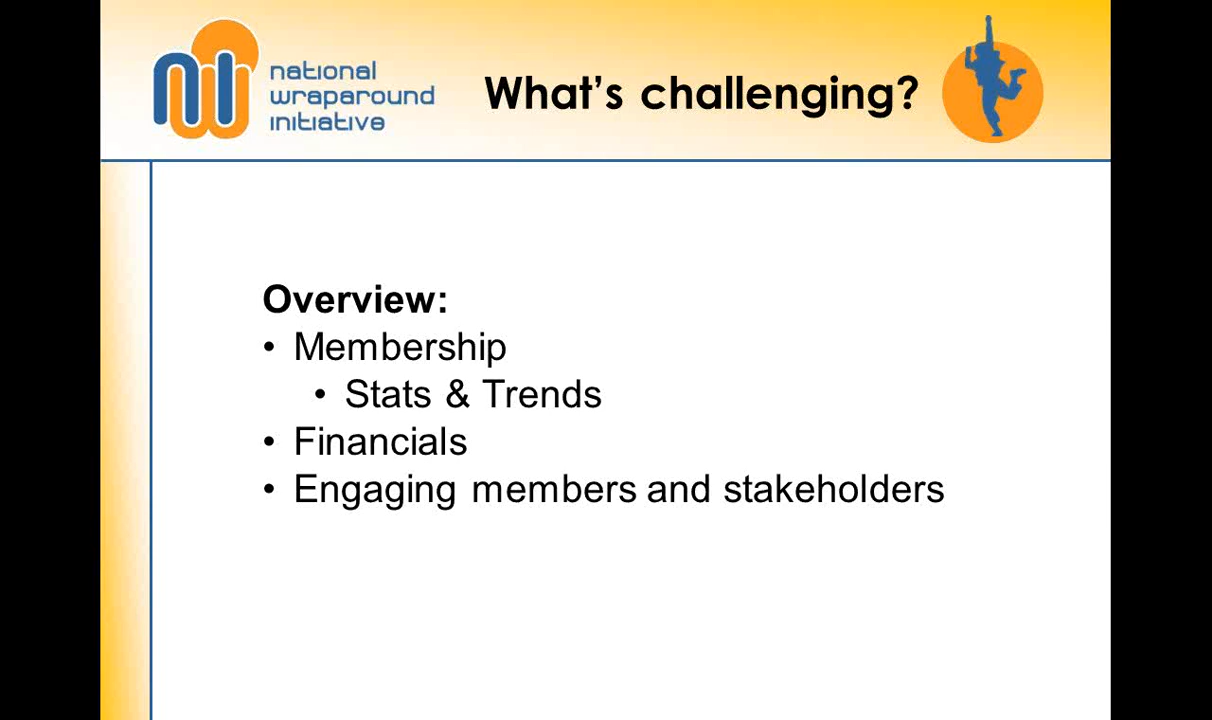 national
wraparound
initiative
What's challenging?
Overview:
• Membership
• Stats & Trends
• Financials
• Engaging members and stakeholders